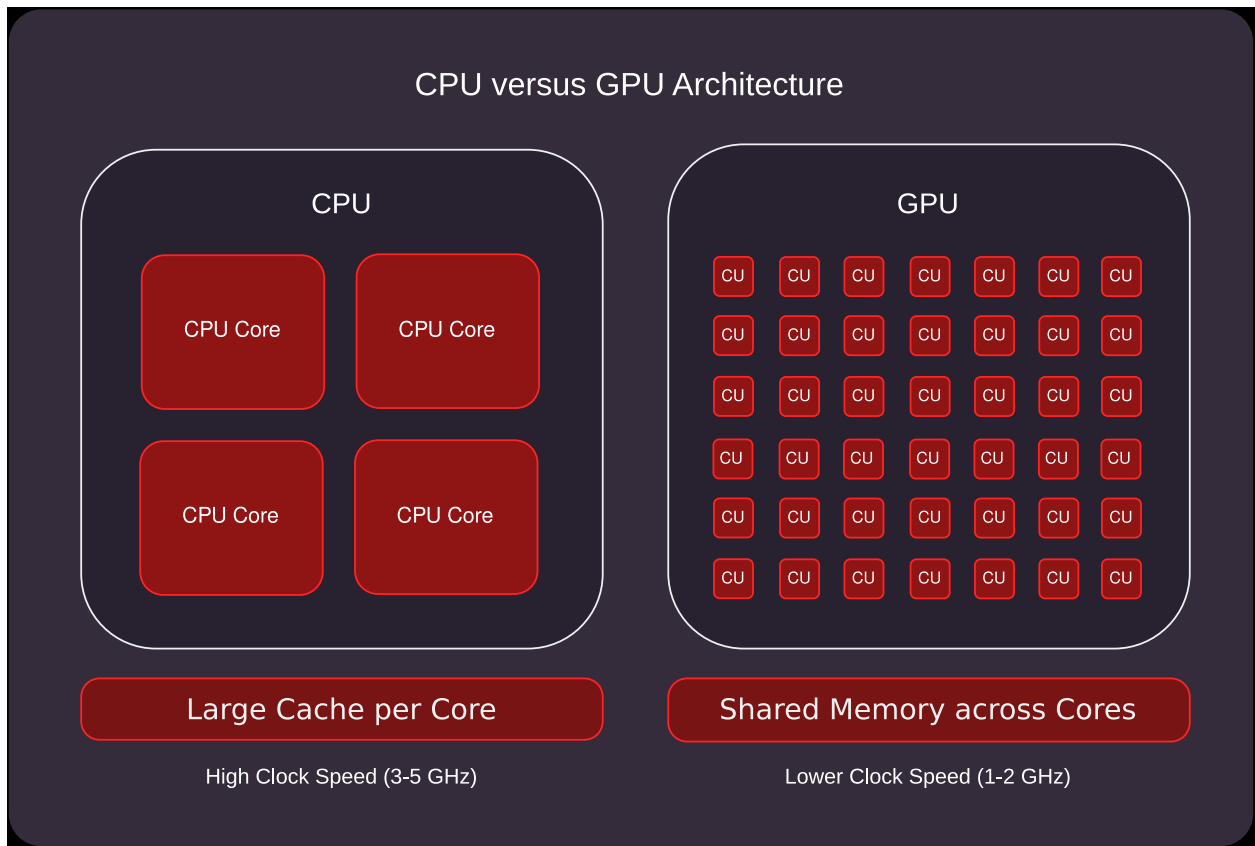 CPU versus GPU Architecture
CPU
CPU Core CPU Core
CPU Core CPU Core
Large Cache per Core
High Clock Speed (3-5 GHz)
GPU
CU CU CU CU CU CU CU
CU CU CU CU CU CU CU
CU CU CU CU CU CU CU
CU CU CU CU CU CU CU
CU CU CU CU CU CU CU
CU CU CU CU CU CU CU
Shared Memory across Cores
Lower Clock Speed (1-2 GHz)